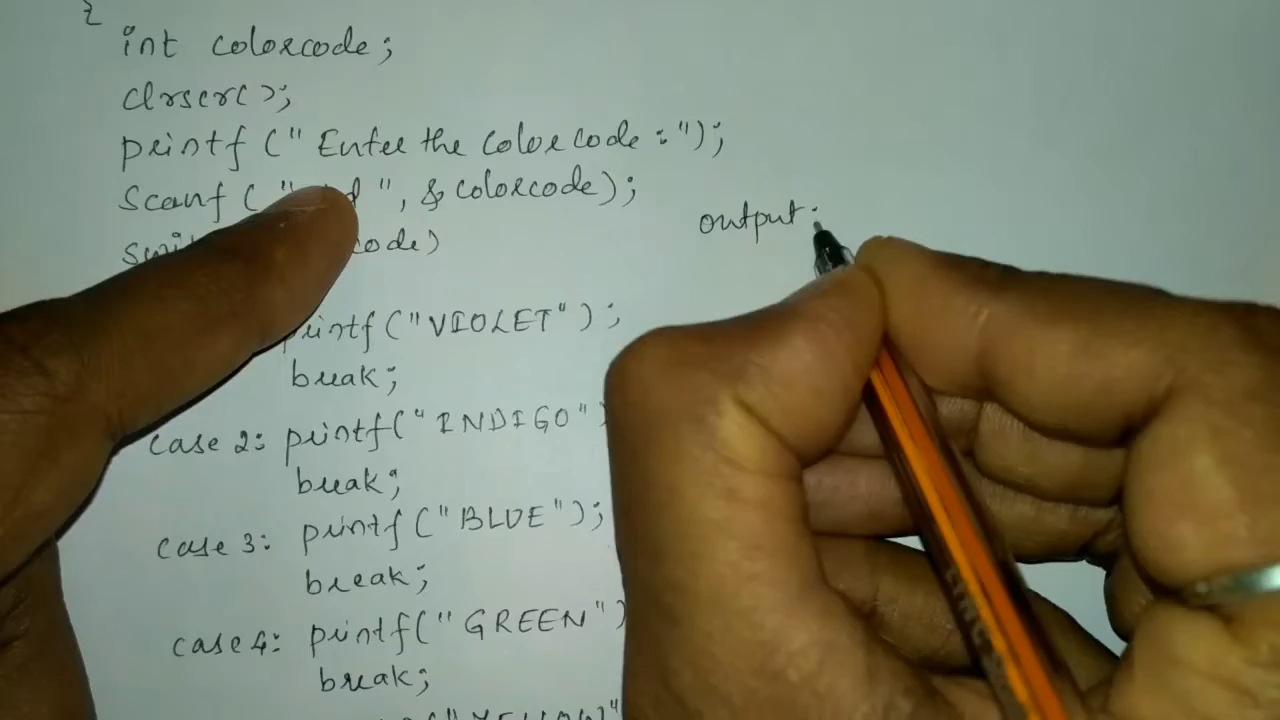 {
int colorcode;
clrscr();
printf ("Enter the colorcode :");
Scanf ( " ", & colorcode);
output :
printf ("VIOLET");
break;
case 2: printf("INDIGO"
break;
case 3: printf ("BLUE");
break;
case 4: printf("GREEN")
break;
"YELLOW"